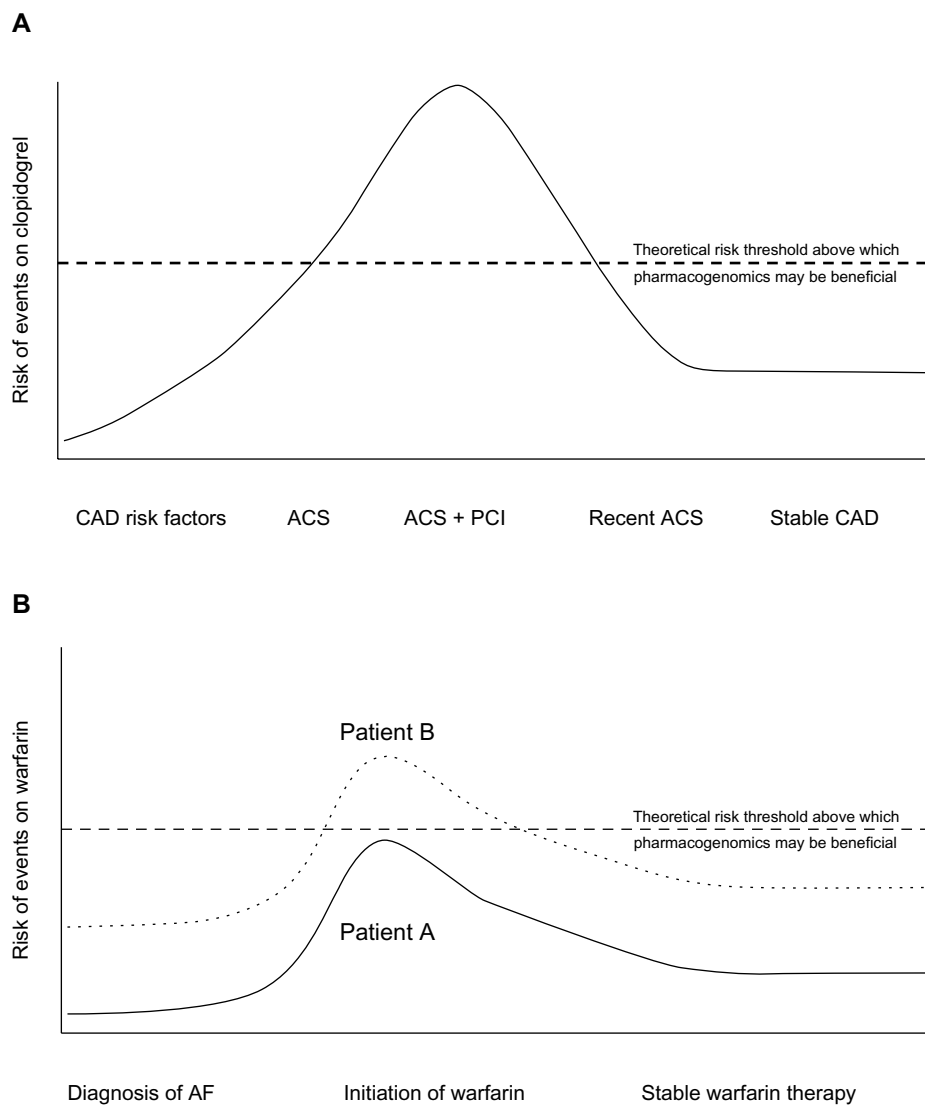 A
Risk of events on clopidogrel
Theoretical risk threshold above which
pharmacogenomics may be beneficial
CAD risk factors
ACS
ACS + PCI
Recent ACS
Stable CAD
B
Risk of events on warfarin
Patient B
Theoretical risk threshold above which
pharmacogenomics may be beneficial
Patient A
Diagnosis of AF
Initiation of warfarin
Stable warfarin therapy